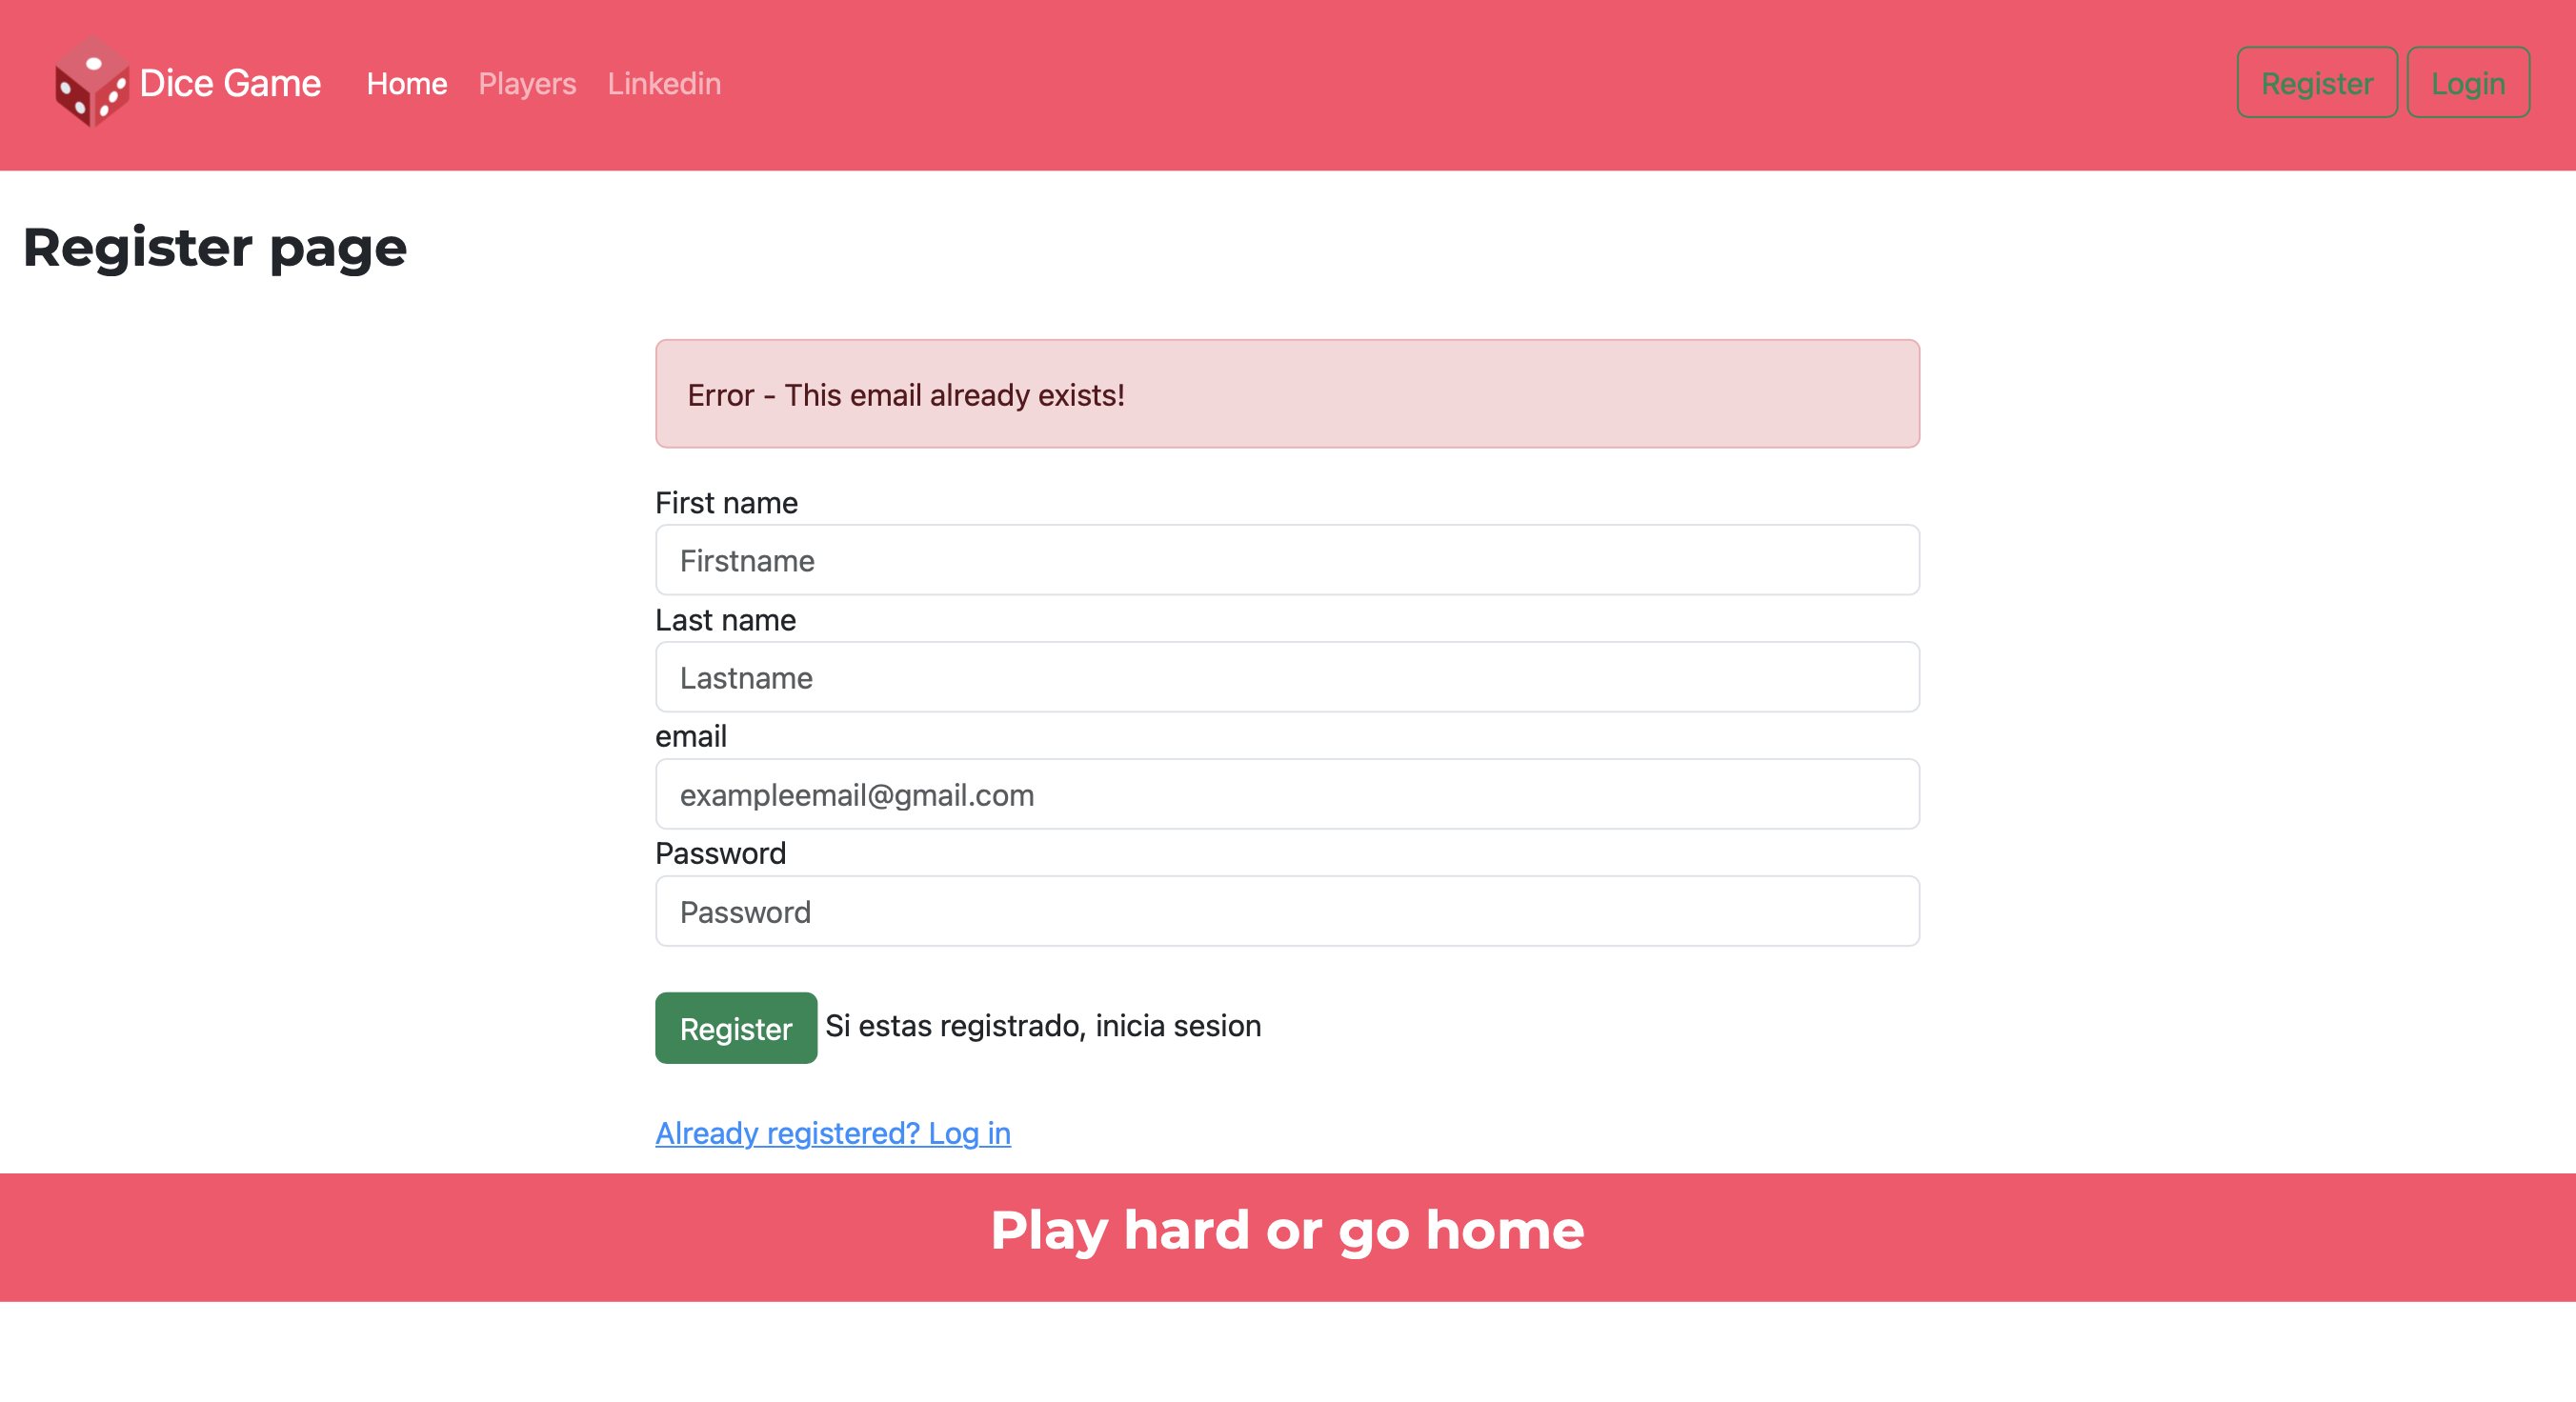 Dice Game Home Players Linkedin Register Login
Register page
Error - This email already exists!
First name
Firstname
Last name
Lastname
email
exampleemail@gmail.com
Password
Password
Register Si estas registrado, inicia sesion
Already registered? Log in
Play hard or go home